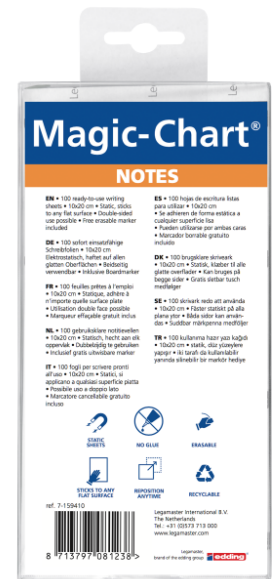 Magic-Chart®
NOTES
EN • 100 ready-to-use writing
sheets • 10x20 cm • Static, sticks
to any flat surface • Double-sided
use possible • Free erasable marker
included
DE • 100 sofort einsatzfähige
Schreibfolien • 10x20 cm •
Elektrostatisch, haftet auf allen
glatten Oberflächen • Beidseitig
verwendbar • Inklusive Boardmarker
FR • 100 feuilles prêtes à l'emploi
• 10x20 cm • Statique, adhère à
n'importe quelle surface plate
• Utilisation double face possible
• Marqueur effaçable gratuit inclus
NL • 100 gebruiksklare notitievellen
• 10x20 cm • Statisch, hecht aan elk
oppervlak • Dubbelzijdig te gebruiken
• Inclusief gratis uitwisbare marker
IT • 100 fogli per scrivere pronti
all'uso • 10x20 cm • Statici, si
applicano a qualsiasi superficie piatta
• Possibile uso a doppio lato
• Marcatore cancellabile gratuito
incluso
ES • 100 hojas de escritura listas
para utilizar • 10x20 cm
• Se adhieren de forma estática a
cualquier superficie lisa
• Pueden utilizarse por ambas caras
• Marcador borrable gratuito
incluido
DK • 100 brugsklare skriveark
• 10x20 cm • Statisk, klæber til alle
glatte overflader • Kan bruges på
begge sider • Gratis sletbar tusch
medfølger
SE • 100 skrivark redo att använda
• 10x20 cm • Fäster statiskt på alla
plana ytor • Båda sidor kan använ-
das • Suddbar märkpenna medföljer
TR • 100 kullanıma hazır yazı kağıdı
• 10x20 cm • statik, düz yüzeylere
yapışır • iki tarafı da kullanılabilir
yanında silinebilir bir markör hediye
STATIC
SHEETS
NO GLUE
ERASABLE
STICKS TO ANY
FLAT SURFACE
REPOSITION
ANYTIME
RECYCLABLE
ref. 7-159410
8 713797 081238 >
Legamaster International B.V.
The Netherlands
Tel.: +31 (0)573 713 000
www.legamaster.com
Legamaster,
brand of the edding group
edding